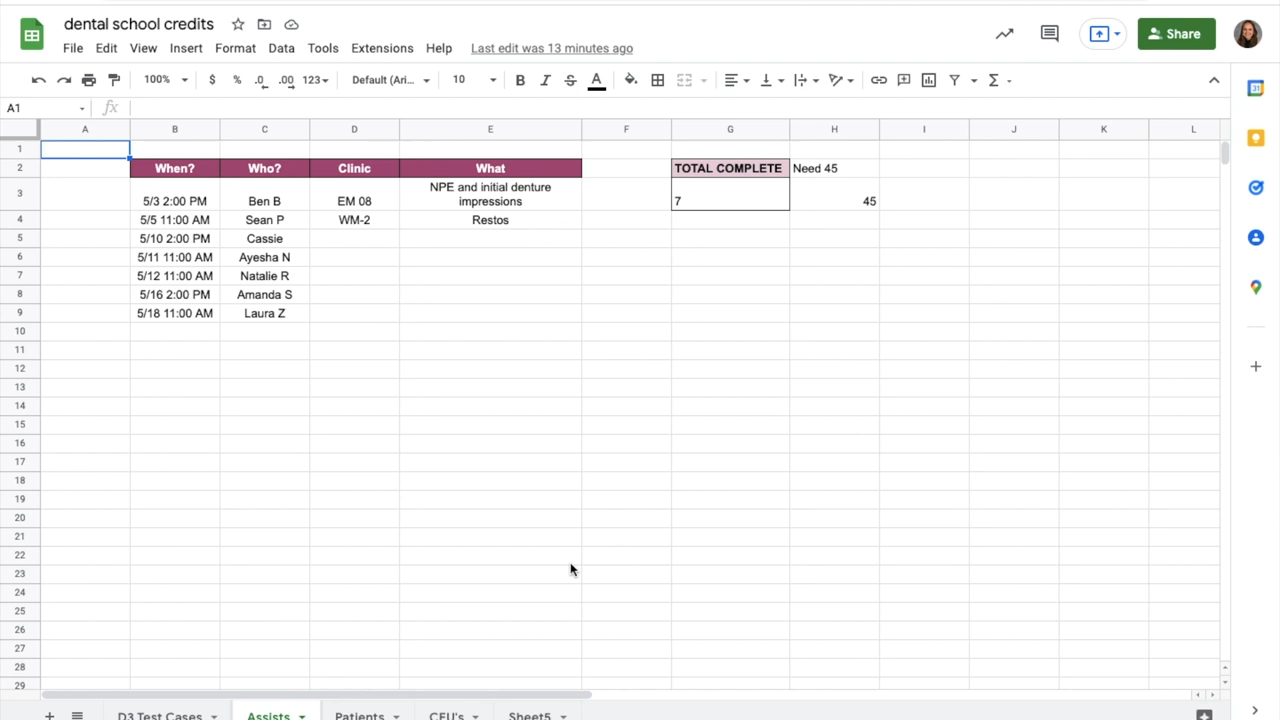 dental school credits
File Edit View Insert Format Data Tools Extensions Help Last edit was 13 minutes ago
Share
100% $ % .0 .00 123 Default (Ari... 10 B I S A
31
A1 fx
A B C D E F G H I J K L
1
2 When? Who? Clinic What TOTAL COMPLETE Need 45
NPE and initial denture
3 5/3 2:00 PM Ben B EM 08 impressions 7 45
4 5/5 11:00 AM Sean P WM-2 Restos
5 5/10 2:00 PM Cassie
6 5/11 11:00 AM Ayesha N
7 5/12 11:00 AM Natalie R
8 5/16 2:00 PM Amanda S
9 5/18 11:00 AM Laura Z
10
11
12
13
14
15
16
17
18
19
20
21
22
23
24
25
26
27
28
29
D3 Test Cases Assists Patients CEU's Sheet5